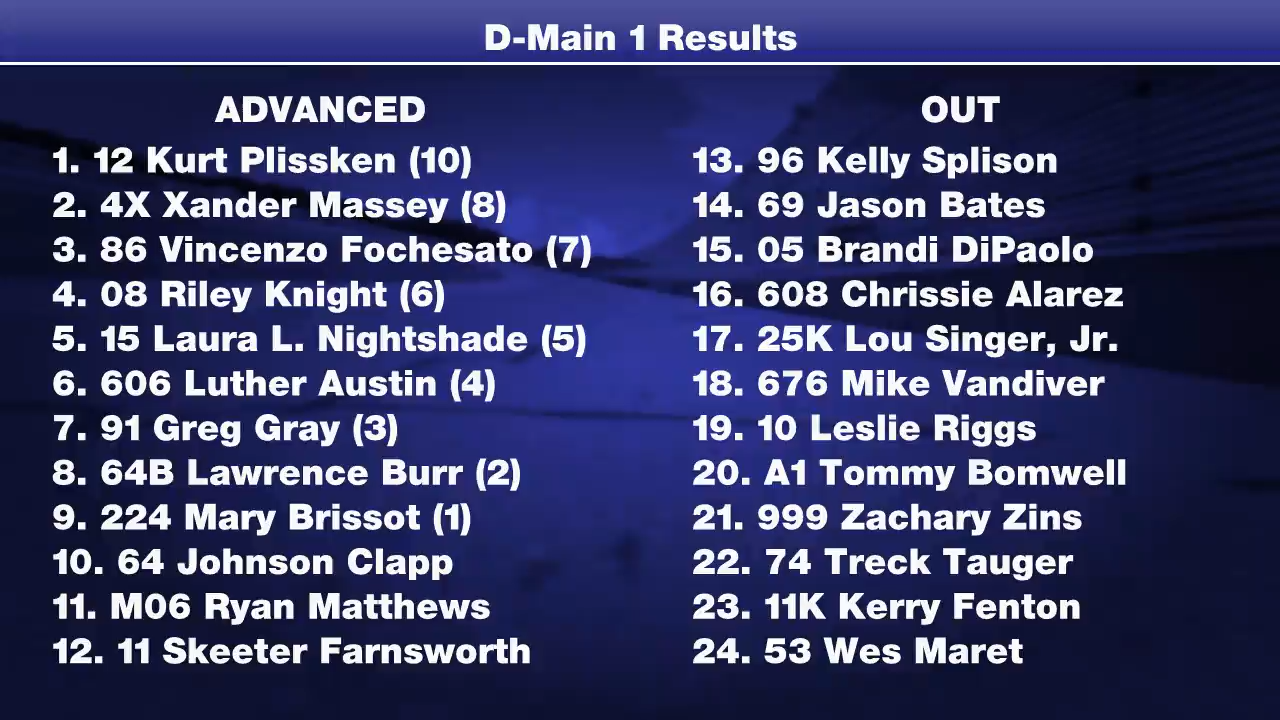 D-Main 1 Results
ADVANCED
1. 12 Kurt Plissken (10)
2. 4X Xander Massey (8)
3. 86 Vincenzo Fochesato (7)
4. 08 Riley Knight (6)
5. 15 Laura L. Nightshade (5)
6. 606 Luther Austin (4)
7. 91 Greg Gray (3)
8. 64B Lawrence Burr (2)
9. 224 Mary Brissot (1)
10. 64 Johnson Clapp
11. M06 Ryan Matthews
12. 11 Skeeter Farnsworth
OUT
13. 96 Kelly Splison
14. 69 Jason Bates
15. 05 Brandi DiPaolo
16. 608 Chrissie Alarez
17. 25K Lou Singer, Jr.
18. 676 Mike Vandiver
19. 10 Leslie Riggs
20. A1 Tommy Bomwell
21. 999 Zachary Zins
22. 74 Treck Tauger
23. 11K Kerry Fenton
24. 53 Wes Maret